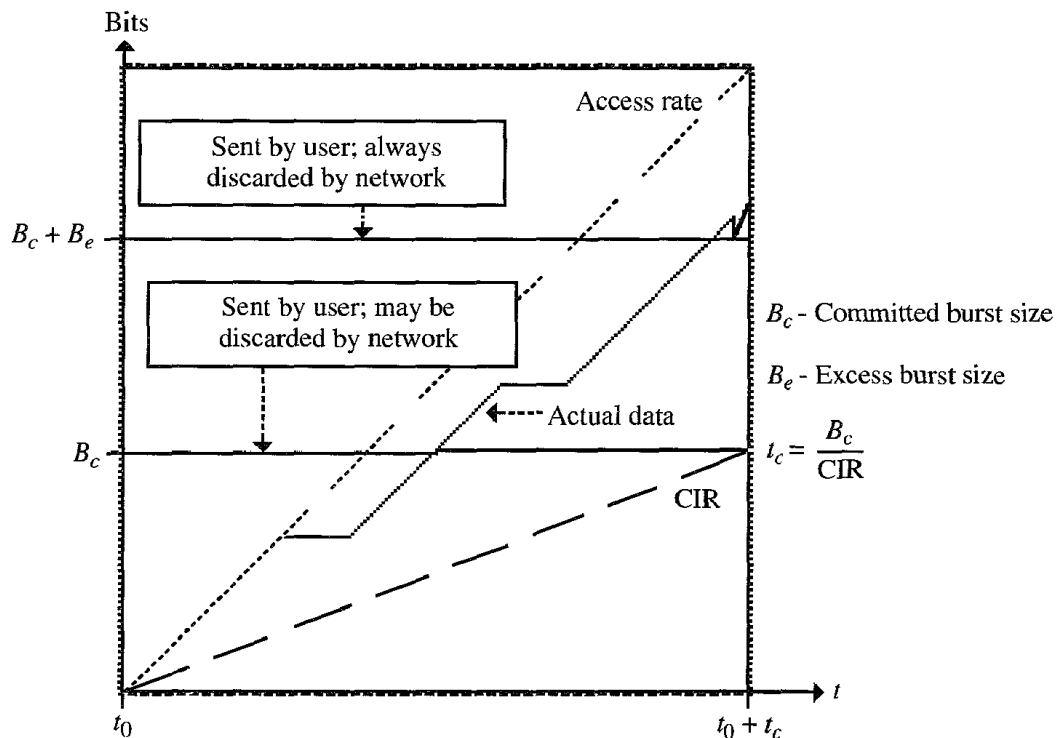 Bits
Access rate
Sent by user; always
discarded by network
B_c + B_e
Sent by user; may be
discarded by network
B_c - Committed burst size
B_e - Excess burst size
Actual data
B_c
t_c = B_c / CIR
CIR
t
t_0
t_0 + t_c